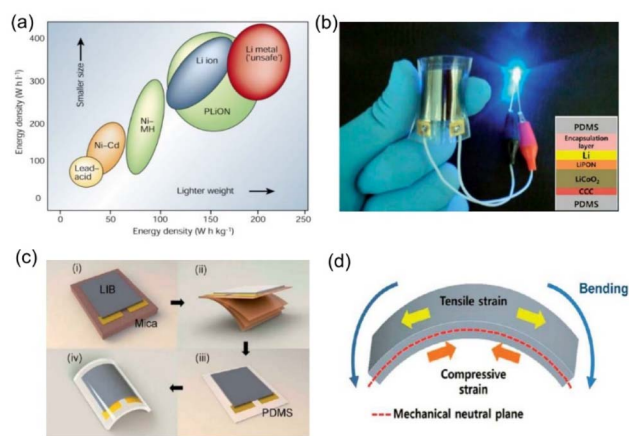 (a)
400
300
200
100
0
Energy density (W h l⁻¹)
Smaller size
Lead–
acid
Ni–Cd
Ni–
MH
Li ion
PLiON
Li metal
('unsafe')
Lighter weight
0
50
100
150
200
250
Energy density (W h kg⁻¹)
(b)
PDMS
Encapsulation
layer
Li
LiPON
LiCoO₂
CCC
PDMS
(c)
(i)
LIB
Mica
(ii)
(iv)
(iii)
PDMS
(d)
Bending
Tensile strain
Compressive
strain
Mechanical neutral plane